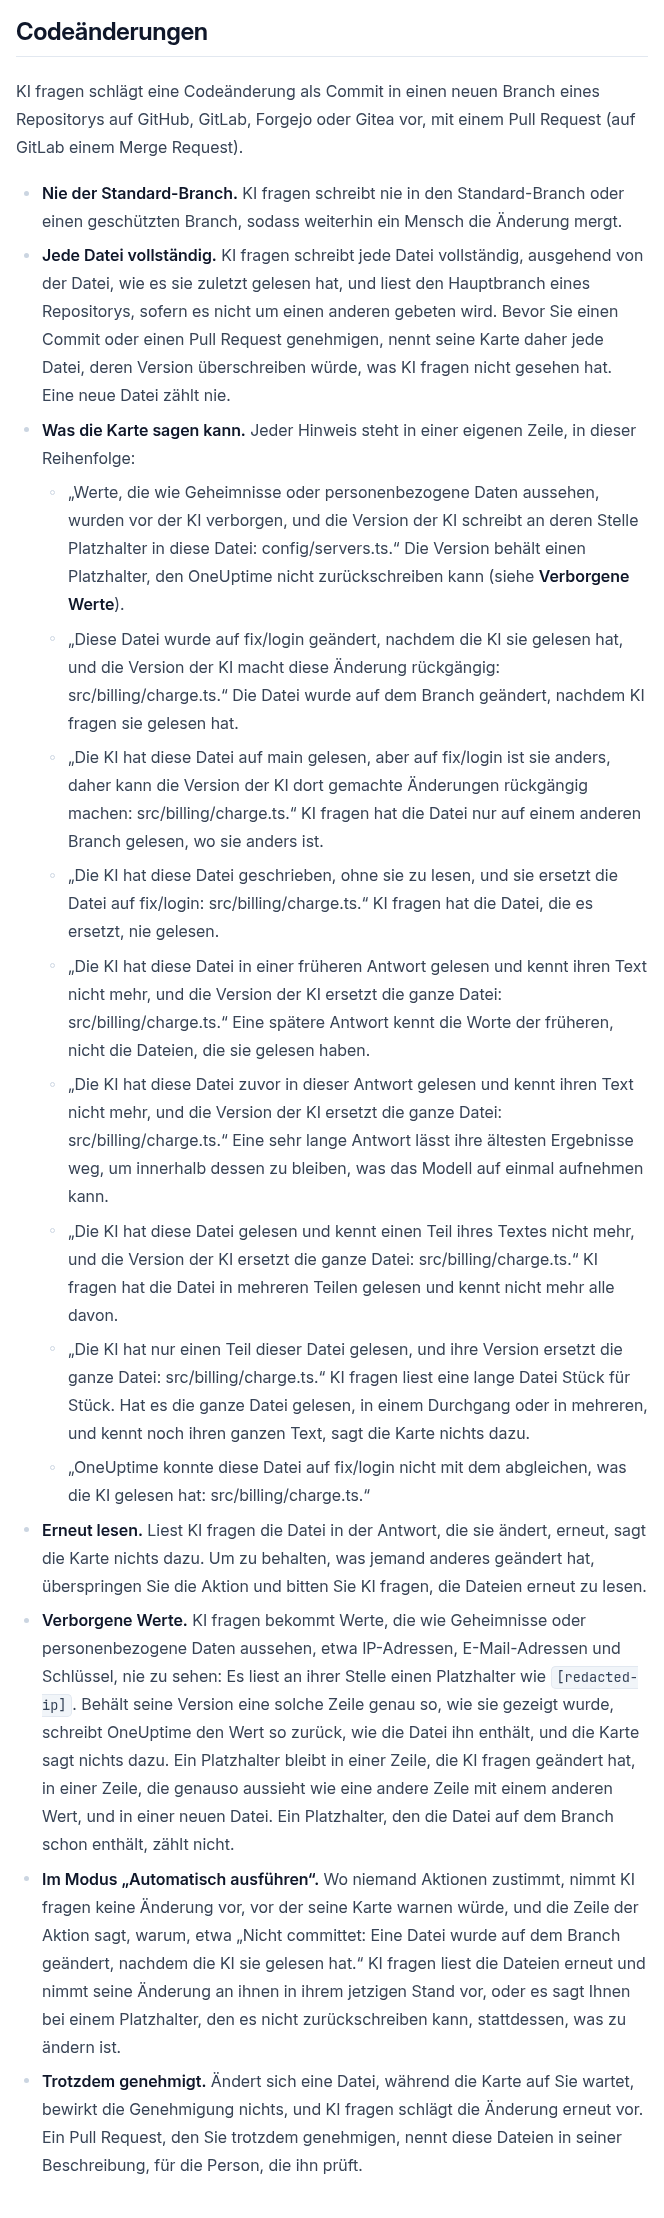 Codeänderungen
KI fragen schlägt eine Codeänderung als Commit in einen neuen Branch eines
Repositorys auf GitHub, GitLab, Forgejo oder Gitea vor, mit einem Pull Request (auf
GitLab einem Merge Request).
Nie der Standard-Branch. KI fragen schreibt nie in den Standard-Branch oder
einen geschützten Branch, sodass weiterhin ein Mensch die Änderung mergt.
Jede Datei vollständig. KI fragen schreibt jede Datei vollständig, ausgehend von
der Datei, wie es sie zuletzt gelesen hat, und liest den Hauptbranch eines
Repositorys, sofern es nicht um einen anderen gebeten wird. Bevor Sie einen
Commit oder einen Pull Request genehmigen, nennt seine Karte daher jede
Datei, deren Version überschreiben würde, was KI fragen nicht gesehen hat.
Eine neue Datei zählt nie.
Was die Karte sagen kann. Jeder Hinweis steht in einer eigenen Zeile, in dieser
Reihenfolge:
„Werte, die wie Geheimnisse oder personenbezogene Daten aussehen,
wurden vor der KI verborgen, und die Version der KI schreibt an deren Stelle
Platzhalter in diese Datei: config/servers.ts.“ Die Version behält einen
Platzhalter, den OneUptime nicht zurückschreiben kann (siehe Verborgene
Werte).
„Diese Datei wurde auf fix/login geändert, nachdem die KI sie gelesen hat,
und die Version der KI macht diese Änderung rückgängig:
src/billing/charge.ts.“ Die Datei wurde auf dem Branch geändert, nachdem KI
fragen sie gelesen hat.
„Die KI hat diese Datei auf main gelesen, aber auf fix/login ist sie anders,
daher kann die Version der KI dort gemachte Änderungen rückgängig
machen: src/billing/charge.ts.“ KI fragen hat die Datei nur auf einem anderen
Branch gelesen, wo sie anders ist.
„Die KI hat diese Datei geschrieben, ohne sie zu lesen, und sie ersetzt die
Datei auf fix/login: src/billing/charge.ts.“ KI fragen hat die Datei, die es
ersetzt, nie gelesen.
„Die KI hat diese Datei in einer früheren Antwort gelesen und kennt ihren Text
nicht mehr, und die Version der KI ersetzt die ganze Datei:
src/billing/charge.ts.“ Eine spätere Antwort kennt die Worte der früheren,
nicht die Dateien, die sie gelesen haben.
„Die KI hat diese Datei zuvor in dieser Antwort gelesen und kennt ihren Text
nicht mehr, und die Version der KI ersetzt die ganze Datei:
src/billing/charge.ts.“ Eine sehr lange Antwort lässt ihre ältesten Ergebnisse
weg, um innerhalb dessen zu bleiben, was das Modell auf einmal aufnehmen
kann.
„Die KI hat diese Datei gelesen und kennt einen Teil ihres Textes nicht mehr,
und die Version der KI ersetzt die ganze Datei: src/billing/charge.ts.“ KI
fragen hat die Datei in mehreren Teilen gelesen und kennt nicht mehr alle
davon.
„Die KI hat nur einen Teil dieser Datei gelesen, und ihre Version ersetzt die
ganze Datei: src/billing/charge.ts.“ KI fragen liest eine lange Datei Stück für
Stück. Hat es die ganze Datei gelesen, in einem Durchgang oder in mehreren,
und kennt noch ihren ganzen Text, sagt die Karte nichts dazu.
„OneUptime konnte diese Datei auf fix/login nicht mit dem abgleichen, was
die KI gelesen hat: src/billing/charge.ts.“
Erneut lesen. Liest KI fragen die Datei in der Antwort, die sie ändert, erneut, sagt
die Karte nichts dazu. Um zu behalten, was jemand anderes geändert hat,
überspringen Sie die Aktion und bitten Sie KI fragen, die Dateien erneut zu lesen.
Verborgene Werte. KI fragen bekommt Werte, die wie Geheimnisse oder
personenbezogene Daten aussehen, etwa IP-Adressen, E-Mail-Adressen und
Schlüssel, nie zu sehen: Es liest an ihrer Stelle einen Platzhalter wie [redacted-
ip]. Behält seine Version eine solche Zeile genau so, wie sie gezeigt wurde,
schreibt OneUptime den Wert so zurück, wie die Datei ihn enthält, und die Karte
sagt nichts dazu. Ein Platzhalter bleibt in einer Zeile, die KI fragen geändert hat,
in einer Zeile, die genauso aussieht wie eine andere Zeile mit einem anderen
Wert, und in einer neuen Datei. Ein Platzhalter, den die Datei auf dem Branch
schon enthält, zählt nicht.
Im Modus „Automatisch ausführen“. Wo niemand Aktionen zustimmt, nimmt KI
fragen keine Änderung vor, vor der seine Karte warnen würde, und die Zeile der
Aktion sagt, warum, etwa „Nicht committet: Eine Datei wurde auf dem Branch
geändert, nachdem die KI sie gelesen hat.“ KI fragen liest die Dateien erneut und
nimmt seine Änderung an ihnen in ihrem jetzigen Stand vor, oder es sagt Ihnen
bei einem Platzhalter, den es nicht zurückschreiben kann, stattdessen, was zu
ändern ist.
Trotzdem genehmigt. Ändert sich eine Datei, während die Karte auf Sie wartet,
bewirkt die Genehmigung nichts, und KI fragen schlägt die Änderung erneut vor.
Ein Pull Request, den Sie trotzdem genehmigen, nennt diese Dateien in seiner
Beschreibung, für die Person, die ihn prüft.